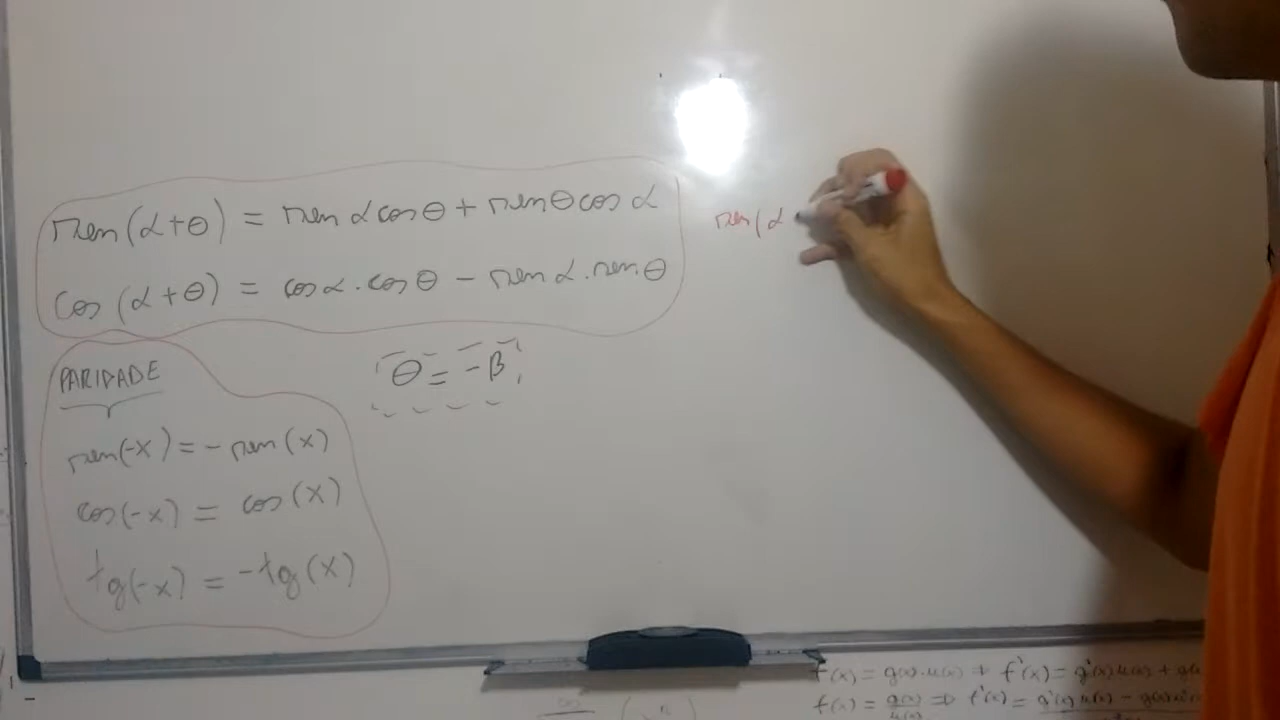 sen(α+θ) = sen α cos θ + sen θ cos α
cos (α+θ) = cos α . cos θ - sen α . sen θ
PARIDADE
sen(-x) = - sen (x)
cos(-x) = cos (x)
tg(-x) = -tg (x)
θ = -β
sen(α
f(x) = g(x).u(x) → f'(x) = g'(x).u(x) +
f(x) = g(x)/u(x) ⇒ f'(x) = g'(x) u(x) -